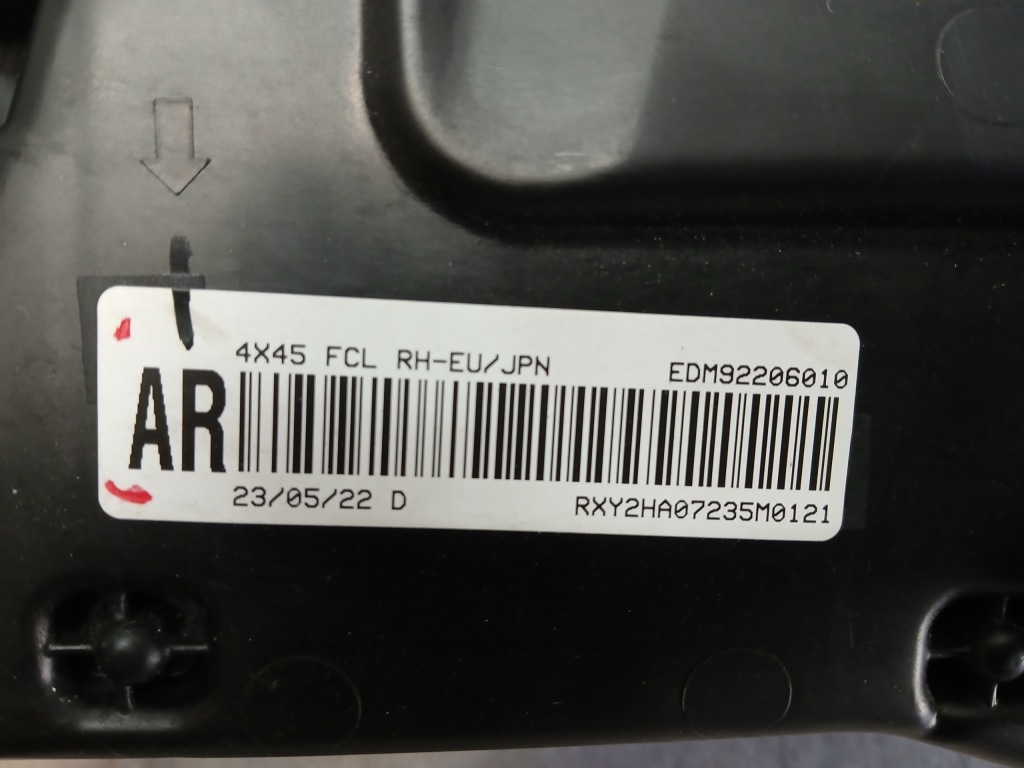 4X45 FCL RH-EU/JPN EDM92206010
AR
23/05/22 D RXY2HA07235M0121